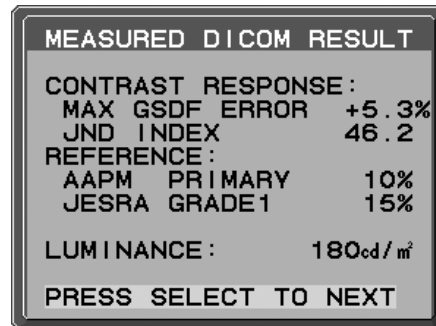 MEASURED DICOM RESULT
CONTRAST RESPONSE:
MAX GSDF ERROR +5.3%
JND INDEX 46.2
REFERENCE:
AAPM PRIMARY 10%
JESRA GRADE1 15%
LUMINANCE: 180cd/㎡
PRESS SELECT TO NEXT